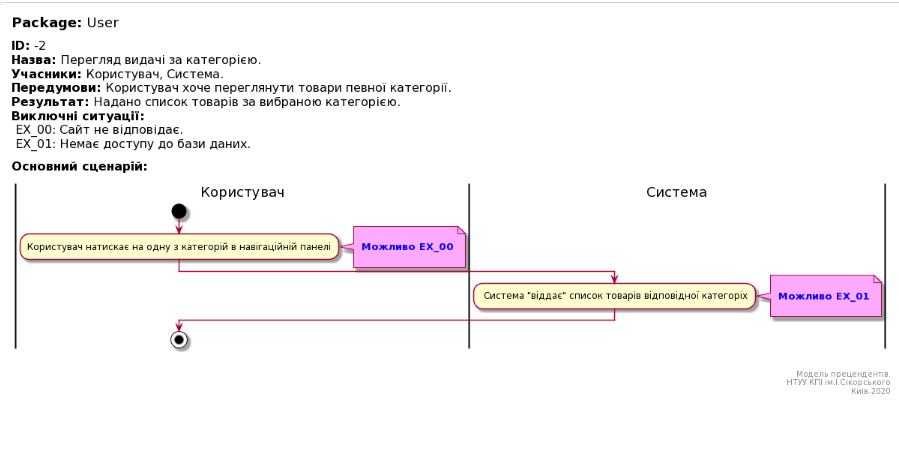 Package: User
ID: -2
Назва: Перегляд видачі за категорією.
Учасники: Користувач, Система.
Передумови: Користувач хоче переглянути товари певної категорії.
Результат: Надано список товарів за вибраною категорією.
Виключні ситуації:
EX_00: Сайт не відповідає.
EX_01: Немає доступу до бази даних.
Основний сценарій:
Користувач
Система
Користувач натискає на одну з категорій в навігаційній панелі
Можливо EX_00
Система "віддає" список товарів відповідної категоріх
Можливо EX_01
Модель прецендентів.
НТУУ КПІ ім.І.Сікорського
Киів-2020